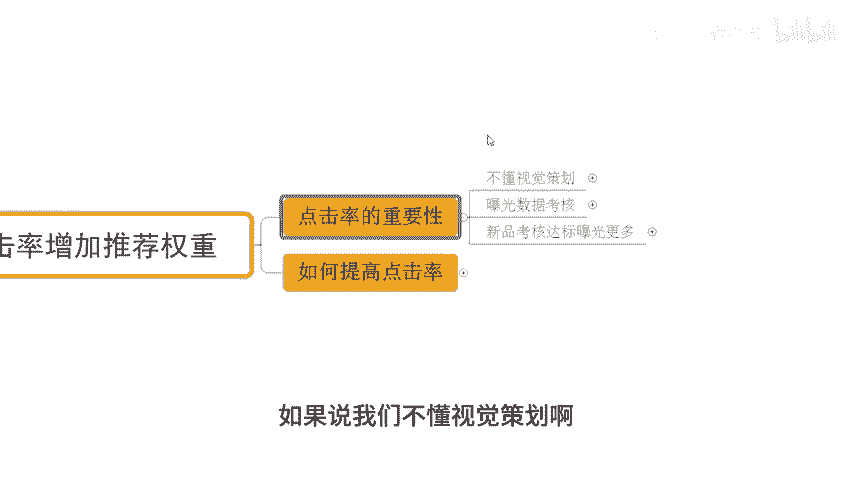 不懂视觉策划
点击率的重要性
曝光数据考核
新品考核达标曝光更多
击率增加推荐权重
如何提高点击率
如果说我们不懂视觉策划啊